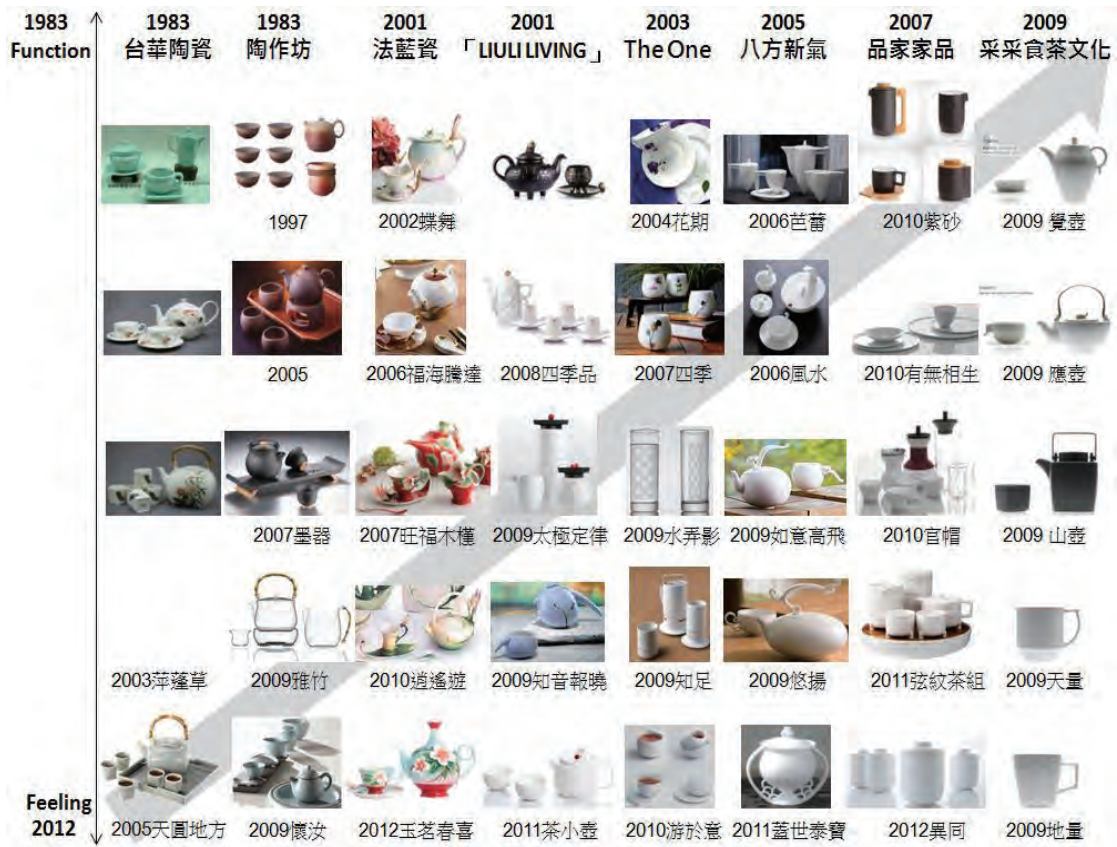 1983
Function
1983
台華陶瓷
1983
陶作坊
2001
法藍瓷
2001
「LIULI LIVING」
2003
The One
2005
八方新氣
2007
品家家品
2009
采采食茶文化
1997
2002蝶舞
2004花期
2006芭蕾
2010紫砂
2009 覺壺
2005
2006福海騰達
2008四季品
2007四季
2006風水
2010有無相生
2009 應壺
2007墨器
2007旺福木槿
2009太極定律
2009水弄影
2009如意高飛
2010官帽
2009 山壺
2003萍蓬草
2009雅竹
2010逍遙遊
2009知音報曉
2009知足
2009悠揚
2011弦紋茶組
2009天量
Feeling
2012
2005天圓地方
2009懷汝
2012玉茗春喜
2011茶小壺
2010游於意
2011蓋世泰寶
2012異同
2009地量